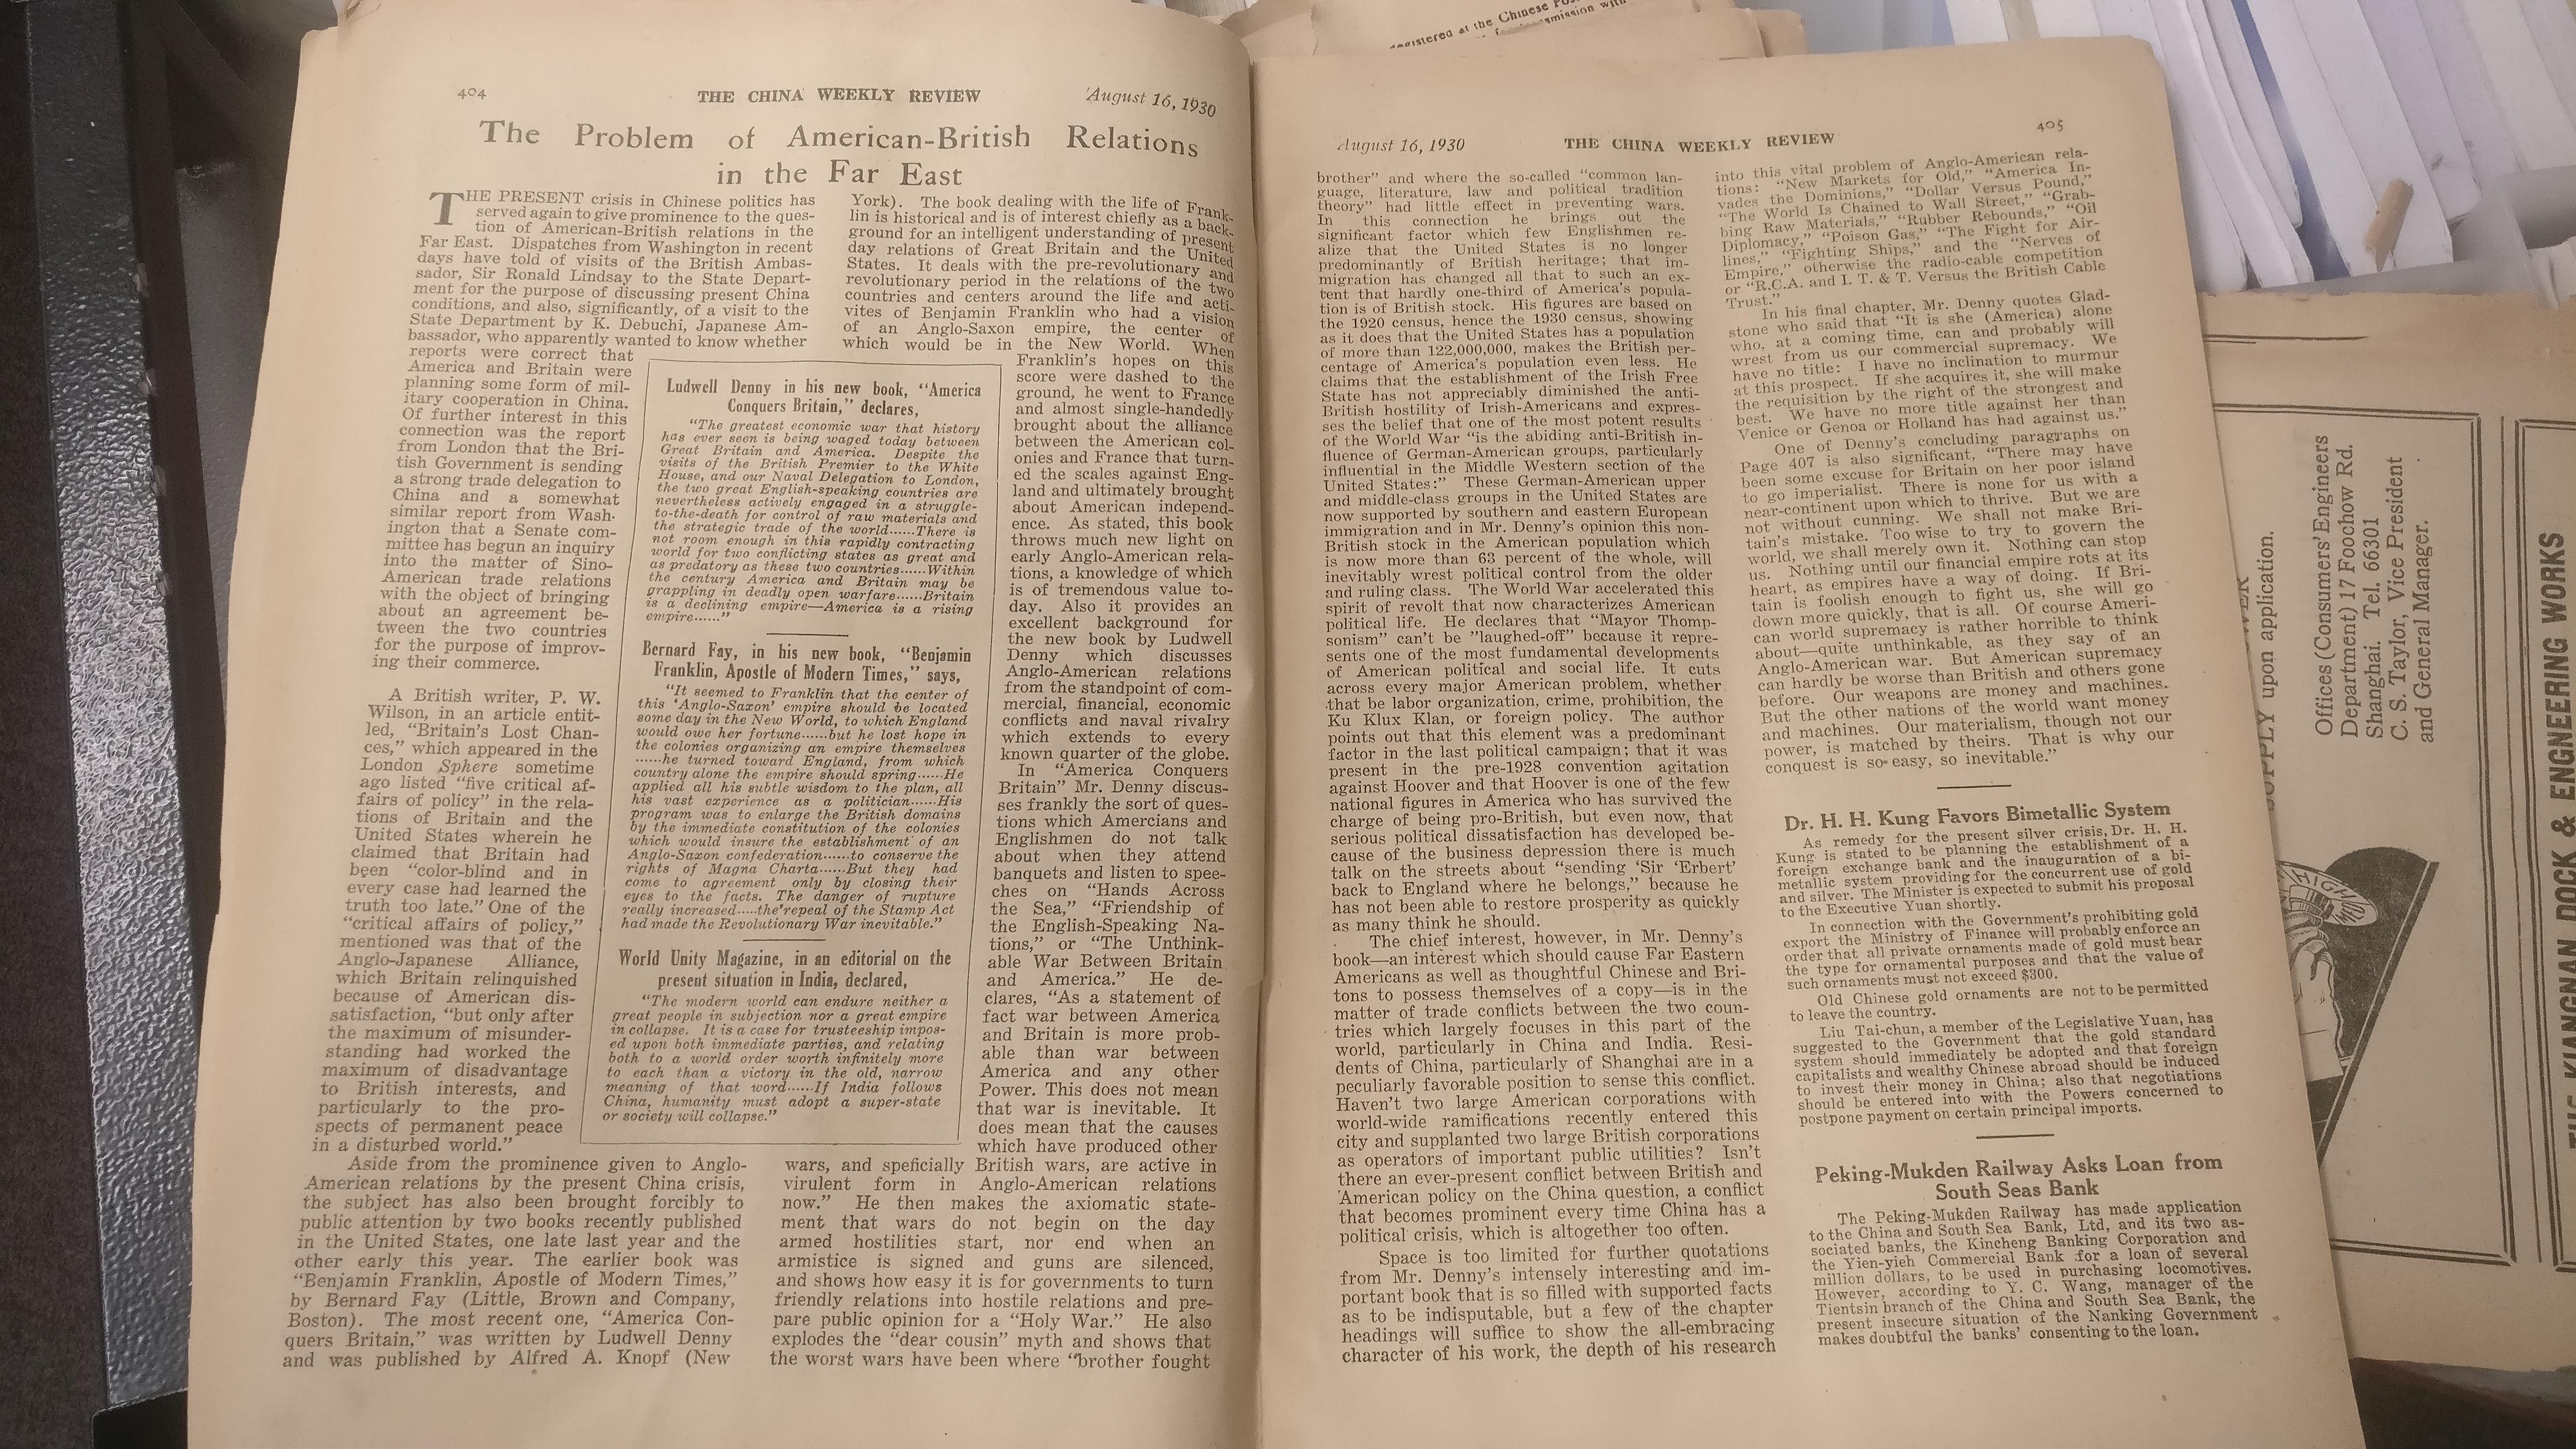 404
THE CHINA WEEKLY REVIEW
August 16, 1930
The Problem of American-British Relations
in the Far East
THE PRESENT crisis in Chinese politics has
served again to give prominence to the ques-
tion of American-British relations in the
Far East. Dispatches from Washington in recent
days have told of visits of the British Ambas-
sador, Sir Ronald Lindsay to the State Depart-
ment for the purpose of discussing present China
conditions, and also, significantly, of a visit to the
State Department by K. Debuchi, Japanese Am-
bassador, who apparently wanted to know whether
reports were correct that
America and Britain were
planning some form of mil-
itary cooperation in China.
Of further interest in this
connection was the report
from London that the Bri-
tish Government is sending
a strong trade delegation to
China and a somewhat
similar report from Wash-
ington that a Senate com-
mittee has begun an inquiry
into the matter of Sino-
American trade relations
with the object of bringing
about an agreement be-
tween the two countries
for the purpose of improv-
ing their commerce.
A British writer, P. W.
Wilson, in an article entit-
led, "Britain's Lost Chan-
ces," which appeared in the
London Sphere sometime
ago listed "five critical af-
fairs of policy" in the rela-
tions of Britain and the
United States wherein he
claimed that Britain had
been "color-blind and in
every case had learned the
truth too late." One of the
"critical affairs of policy,"
mentioned was that of the
Anglo-Japanese Alliance,
which Britain relinquished
because of American dis-
satisfaction, "but only after
the maximum of misunder-
standing had worked the
maximum of disadvantage
to British interests, and
particularly to the pro-
spects of permanent peace
in a disturbed world."
Aside from the prominence given to Anglo-
American relations by the present China crisis,
the subject has also been brought forcibly to
public attention by two books recently published
in the United States, one late last year and the
other early this year. The earlier book was
"Benjamin Franklin, Apostle of Modern Times,"
by Bernard Fay (Little, Brown and Company,
Boston). The most recent one, "America Con-
quers Britain," was written by Ludwell Denny
and was published by Alfred A. Knopf (New
Ludwell Denny in his new book, "America
Conquers Britain," declares,
"The greatest economic war that history
has ever seen is being waged today between
Great Britain and America. Despite the
visits of the British Premier to the White
House, and our Naval Delegation to London,
the two great English-speaking countries are
nevertheless actively engaged in a struggle-
to-the-death for control of raw materials and
the strategic trade of the world......There is
not room enough in this rapidly contracting
world for two conflicting states as great and
as predatory as these two countries......Within
the century America and Britain may be
grappling in deadly open warfare......Britain
is a declining empire—America is a rising
empire......"
Bernard Fay, in his new book, "Benjamin
Franklin, Apostle of Modern Times," says,
"It seemed to Franklin that the center of
this 'Anglo-Saxon' empire should be located
some day in the New World, to which England
would owe her fortune......but he lost hope in
the colonies organizing an empire themselves
......he turned toward England, from which
country alone the empire should spring......He
applied all his subtle wisdom to the plan, all
his vast experience as a politician......His
program was to enlarge the British domains
by the immediate constitution of the colonies
which would insure the establishment of an
Anglo-Saxon confederation......to conserve the
rights of Magna Charta......But they had
come to agreement only by closing their
eyes to the facts. The danger of rupture
really increased.....the repeal of the Stamp Act
had made the Revolutionary War inevitable."
World Unity Magazine, in an editorial on the
present situation in India, declared,
"The modern world can endure neither a
great people in subjection nor a great empire
in collapse. It is a case for trusteeship impos-
ed upon both immediate parties, and relating
both to a world order worth infinitely more
to each than a victory in the old, narrow
meaning of that word......If India follows
China, humanity must adopt a super-state
or society will collapse."
York). The book dealing with the life of Frank-
lin is historical and is of interest chiefly as a back-
ground for an intelligent understanding of present
day relations of Great Britain and the United
States. It deals with the pre-revolutionary and
revolutionary period in the relations of the two
countries and centers around the life and acti-
vites of Benjamin Franklin who had a vision
of an Anglo-Saxon empire, the center of
which would be in the New World. When
Franklin's hopes on this
score were dashed to the
ground, he went to France
and almost single-handedly
brought about the alliance
between the American col-
onies and France that turn-
ed the scales against Eng-
land and ultimately brought
about American independ-
ence. As stated, this book
throws much new light on
early Anglo-American rela-
tions, a knowledge of which
is of tremendous value to-
day. Also it provides an
excellent background for
the new book by Ludwell
Denny which discusses
Anglo-American relations
from the standpoint of com-
mercial, financial, economic
conflicts and naval rivalry
which extends to every
known quarter of the globe.
In "America Conquers
Britain" Mr. Denny discus-
ses frankly the sort of ques-
tions which Amercians and
Englishmen do not talk
about when they attend
banquets and listen to spee-
ches on "Hands Across
the Sea," "Friendship of
the English-Speaking Na-
tions," or "The Unthink-
able War Between Britain
and America." He de-
clares, "As a statement of
fact war between America
and Britain is more prob-
able than war between
America and any other
Power. This does not mean
that war is inevitable. It
does mean that the causes
which have produced other
wars, and speficially British wars, are active in
virulent form in Anglo-American relations
now." He then makes the axiomatic state-
ment that wars do not begin on the day
armed hostilities start, nor end when an
armistice is signed and guns are silenced,
and shows how easy it is for governments to turn
friendly relations into hostile relations and pre-
pare public opinion for a "Holy War." He also
explodes the "dear cousin" myth and shows that
the worst wars have been where "brother fought
August 16, 1930
THE CHINA WEEKLY REVIEW
405
brother" and where the so-called "common lan-
guage, literature, law and political tradition
theory" had little effect in preventing wars.
In this connection he brings out the
significant factor which few Englishmen re-
alize that the United States is no longer
predominantly of British heritage; that im-
migration has changed all that to such an ex-
tent that hardly one-third of America's popula-
tion is of British stock. His figures are based on
the 1920 census, hence the 1930 census, showing
as it does that the United States has a population
of more than 122,000,000, makes the British per-
centage of America's population even less. He
claims that the establishment of the Irish Free
State has not appreciably diminished the anti-
British hostility of Irish-Americans and expres-
ses the belief that one of the most potent results
of the World War "is the abiding anti-British in-
fluence of German-American groups, particularly
influential in the Middle Western section of the
United States:" These German-American upper
and middle-class groups in the United States are
now supported by southern and eastern European
immigration and in Mr. Denny's opinion this non-
British stock in the American population which
is now more than 63 percent of the whole, will
inevitably wrest political control from the older
and ruling class. The World War accelerated this
spirit of revolt that now characterizes American
political life. He declares that "Mayor Thomp-
sonism" can't be "laughed-off" because it repre-
sents one of the most fundamental developments
of American political and social life. It cuts
across every major American problem, whether
that be labor organization, crime, prohibition, the
Ku Klux Klan, or foreign policy. The author
points out that this element was a predominant
factor in the last political campaign; that it was
present in the pre-1928 convention agitation
against Hoover and that Hoover is one of the few
national figures in America who has survived the
charge of being pro-British, but even now, that
serious political dissatisfaction has developed be-
cause of the business depression there is much
talk on the streets about "sending 'Sir 'Erbert'
back to England where he belongs," because he
has not been able to restore prosperity as quickly
as many think he should.
The chief interest, however, in Mr. Denny's
book—an interest which should cause Far Eastern
Americans as well as thoughtful Chinese and Bri-
tons to possess themselves of a copy—is in the
matter of trade conflicts between the two coun-
tries which largely focuses in this part of the
world, particularly in China and India. Resi-
dents of China, particularly of Shanghai are in a
peculiarly favorable position to sense this conflict.
Haven't two large American corporations with
world-wide ramifications recently entered this
city and supplanted two large British corporations
as operators of important public utilities? Isn't
there an ever-present conflict between British and
American policy on the China question, a conflict
that becomes prominent every time China has a
political crisis, which is altogether too often.
Space is too limited for further quotations
from Mr. Denny's intensely interesting and im-
portant book that is so filled with supported facts
as to be indisputable, but a few of the chapter
headings will suffice to show the all-embracing
character of his work, the depth of his research
into this vital problem of Anglo-American rela-
tions: "New Markets for Old," "America In-
vades the Dominions," "Dollar Versus Pound,"
"The World Is Chained to Wall Street," "Grab-
bing Raw Materials," "Rubber Rebounds," "Oil
Diplomacy," "Poison Gas," "The Fight for Air-
lines," "Fighting Ships," and the "Nerves of
Empire," otherwise the radio-cable competition
or "R.C.A. and I. T. & T. Versus the British Cable
Trust."
In his final chapter, Mr. Denny quotes Glad-
stone who said that "It is she (America) alone
who, at a coming time, can and probably will
wrest from us our commercial supremacy. We
have no title: I have no inclination to murmur
at this prospect. If she acquires it, she will make
the requisition by the right of the strongest and
best. We have no more title against her than
Venice or Genoa or Holland has had against us."
One of Denny's concluding paragraphs on
Page 407 is also significant, "There may have
been some excuse for Britain on her poor island
to go imperialist. There is none for us with a
near-continent upon which to thrive. But we are
not without cunning. We shall not make Bri-
tain's mistake. Too wise to try to govern the
world, we shall merely own it. Nothing can stop
us. Nothing until our financial empire rots at its
heart, as empires have a way of doing. If Bri-
tain is foolish enough to fight us, she will go
down more quickly, that is all. Of course Ameri-
can world supremacy is rather horrible to think
about—quite unthinkable, as they say of an
Anglo-American war. But American supremacy
can hardly be worse than British and others gone
before. Our weapons are money and machines.
But the other nations of the world want money
and machines. Our materialism, though not our
power, is matched by theirs. That is why our
conquest is so easy, so inevitable."
Dr. H. H. Kung Favors Bimetallic System
As remedy for the present silver crisis, Dr. H. H.
Kung is stated to be planning the establishment of a
foreign exchange bank and the inauguration of a bi-
metallic system providing for the concurrent use of gold
and silver. The Minister is expected to submit his proposal
to the Executive Yuan shortly.
In connection with the Government's prohibiting gold
export the Ministry of Finance will probably enforce an
order that all private ornaments made of gold must bear
the type for ornamental purposes and that the value of
such ornaments must not exceed $300.
Old Chinese gold ornaments are not to be permitted
to leave the country.
Liu Tai-chun, a member of the Legislative Yuan, has
suggested to the Government that the gold standard
system should immediately be adopted and that foreign
capitalists and wealthy Chinese abroad should be induced
to invest their money in China; also that negotiations
should be entered into with the Powers concerned to
postpone payment on certain principal imports.
Peking-Mukden Railway Asks Loan from
South Seas Bank
The Peking-Mukden Railway has made application
to the China and South Sea Bank, Ltd, and its two as-
sociated banks, the Kincheng Banking Corporation and
the Yien-yieh Commercial Bank for a loan of several
million dollars, to be used in purchasing locomotives.
However, according to Y. C. Wang, manager of the
Tientsin branch of the China and South Sea Bank, the
present insecure situation of the Nanking Government
makes doubtful the banks' consenting to the loan.
registered at the Chinese
transmission with
upon application.
Offices (Consumers' Engineers
Department) 17 Foochow Rd.
Shanghai. Tel. 66301
C. S. Taylor, Vice President
and General Manager.
HIGH
KIANGNAN DOCK & ENGNEERING WORKS